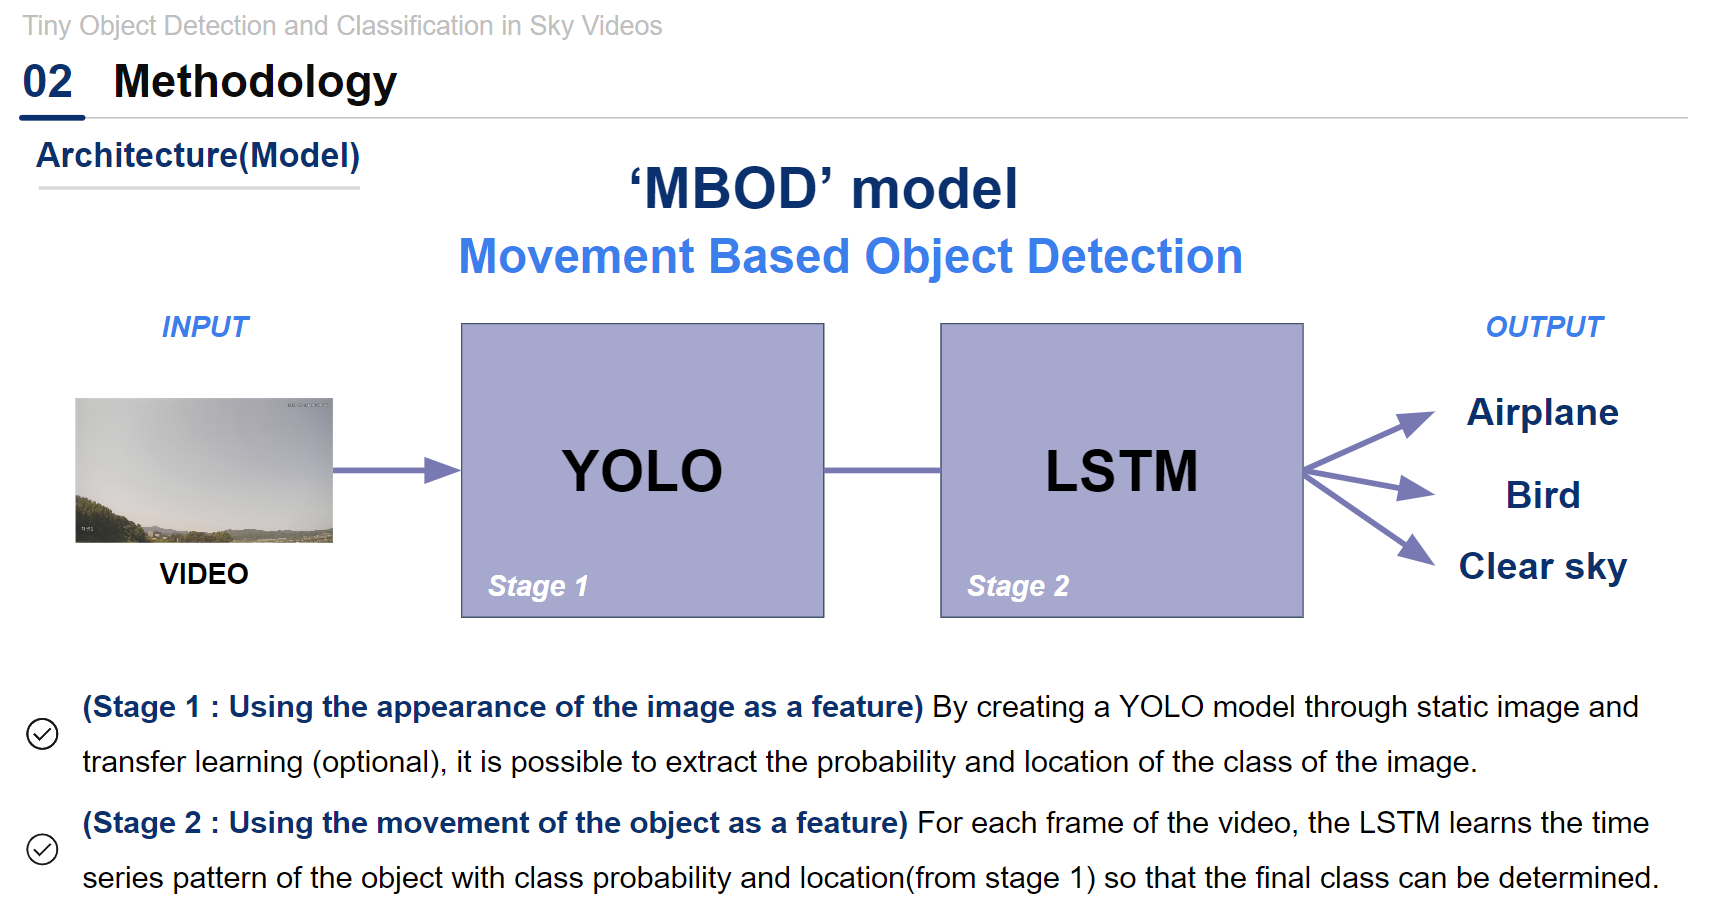 Tiny Object Detection and Classification in Sky Videos
02 Methodology
Architecture(Model)
‘MBOD’ model
Movement Based Object Detection
INPUT
OUTPUT
YOLO
LSTM
Airplane
Bird
Clear sky
VIDEO
Stage 1
Stage 2
(Stage 1 : Using the appearance of the image as a feature) By creating a YOLO model through static image and
transfer learning (optional), it is possible to extract the probability and location of the class of the image.
(Stage 2 : Using the movement of the object as a feature) For each frame of the video, the LSTM learns the time
series pattern of the object with class probability and location(from stage 1) so that the final class can be determined.